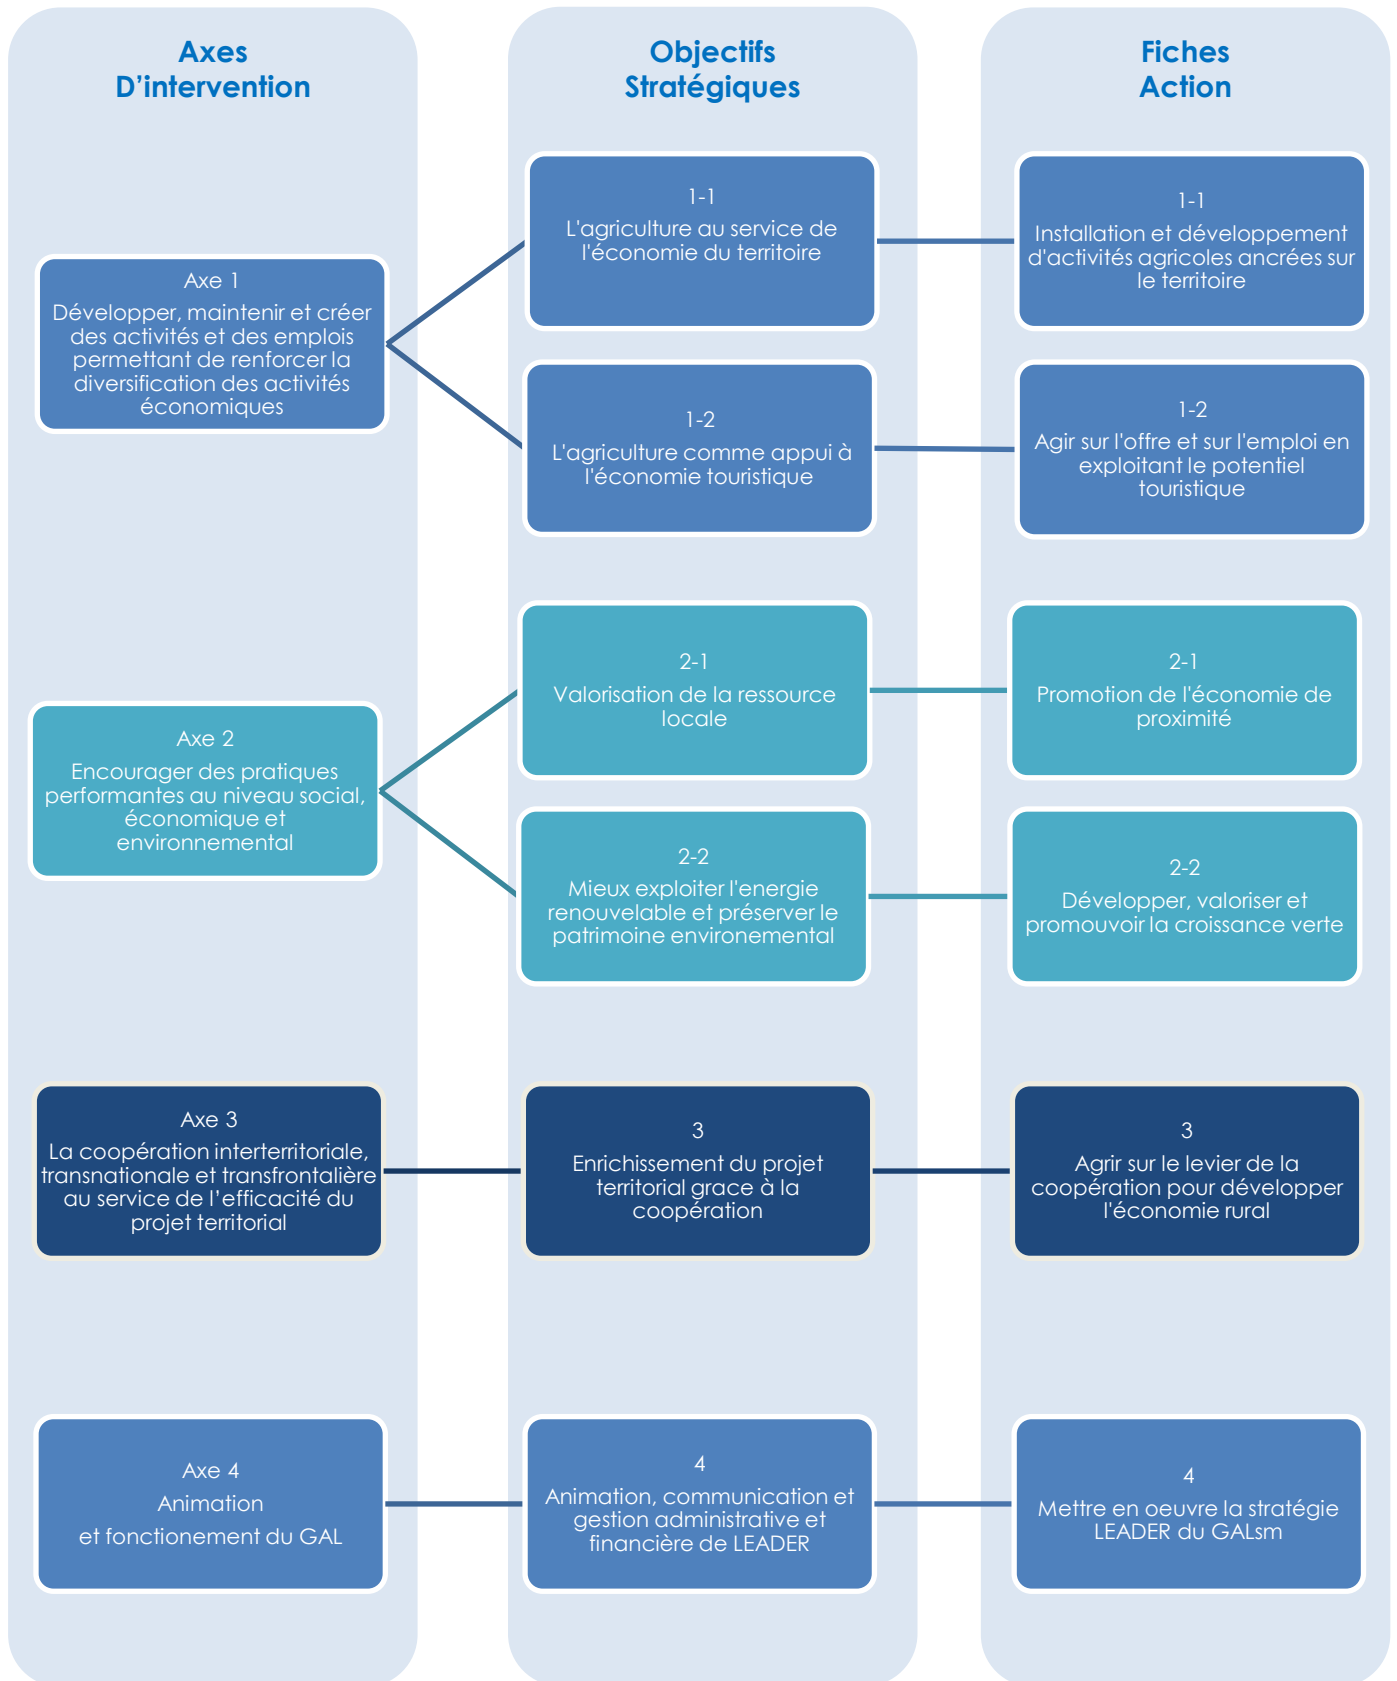 Axes
D'intervention
Objectifs
Stratégiques
Fiches
Action
Axe 1
Développer, maintenir et créer
des activités et des emplois
permettant de renforcer la
diversification des activités
économiques
1-1
L'agriculture au service de
l'économie du territoire
1-1
Installation et développement
d'activités agricoles ancrées sur
le territoire
1-2
L'agriculture comme appui à
l'économie touristique
1-2
Agir sur l'offre et sur l'emploi en
exploitant le potentiel
touristique
Axe 2
Encourager des pratiques
performantes au niveau social,
économique et
environnemental
2-1
Valorisation de la ressource
locale
2-1
Promotion de l'économie de
proximité
2-2
Mieux exploiter l'energie
renouvelable et préserver le
patrimoine environemental
2-2
Développer, valoriser et
promouvoir la croissance verte
Axe 3
La coopération interterritoriale,
transnationale et transfrontalière
au service de l’efficacité du
projet territorial
3
Enrichissement du projet
territorial grace à la
coopération
3
Agrir sur le levier de la
coopération pour développer
l'économie rural
Axe 4
Animation
et fonctionement du GAL
4
Animation, communication et
gestion administrative et
financière de LEADER
4
Mettre en oeuvre la stratégie
LEADER du GALsm